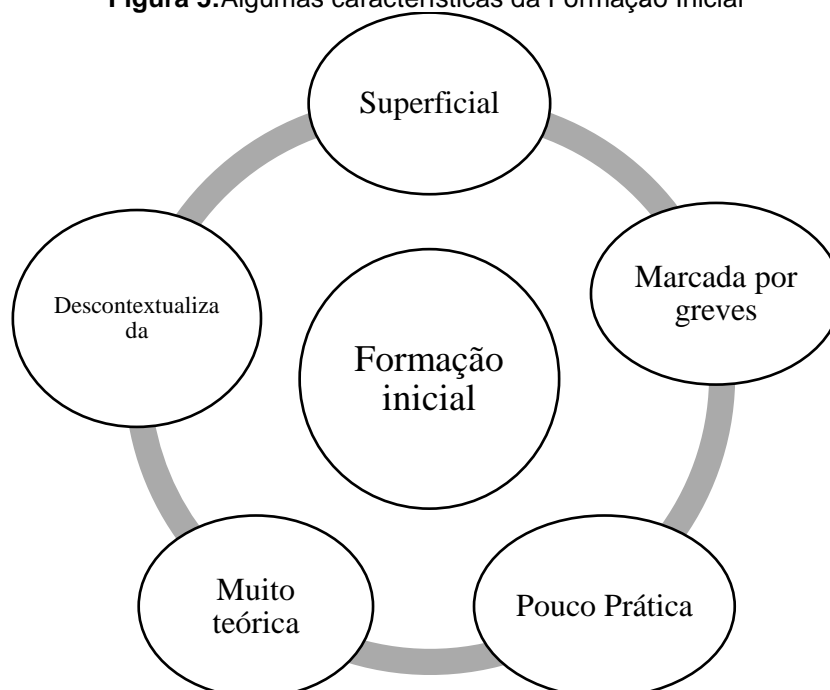 Figura 5.Algumas características da Formação Inicial
Superficial
Marcada por
greves
Descontextualiza
da
Formação
inicial
Muito
teórica
Pouco Prática